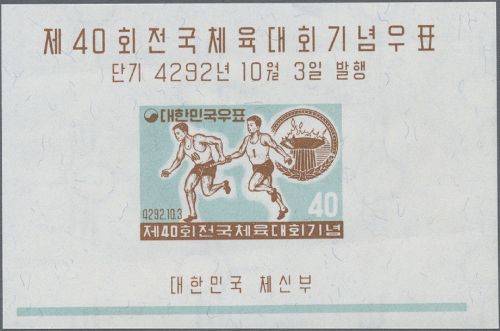 제40회전국체육대회기념우표
단기 4292년 10월 3일 발행
대한민국우표
1
4292.10.3
40
제40회전국체육대회기념
대한민국 체신부